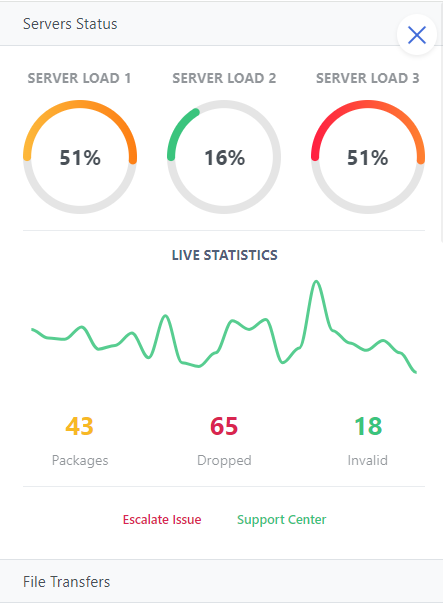 Servers Status
SERVER LOAD 1 SERVER LOAD 2 SERVER LOAD 3
51% 16% 51%
LIVE STATISTICS
43 65 18
Packages Dropped Invalid
Escalate Issue Support Center
File Transfers